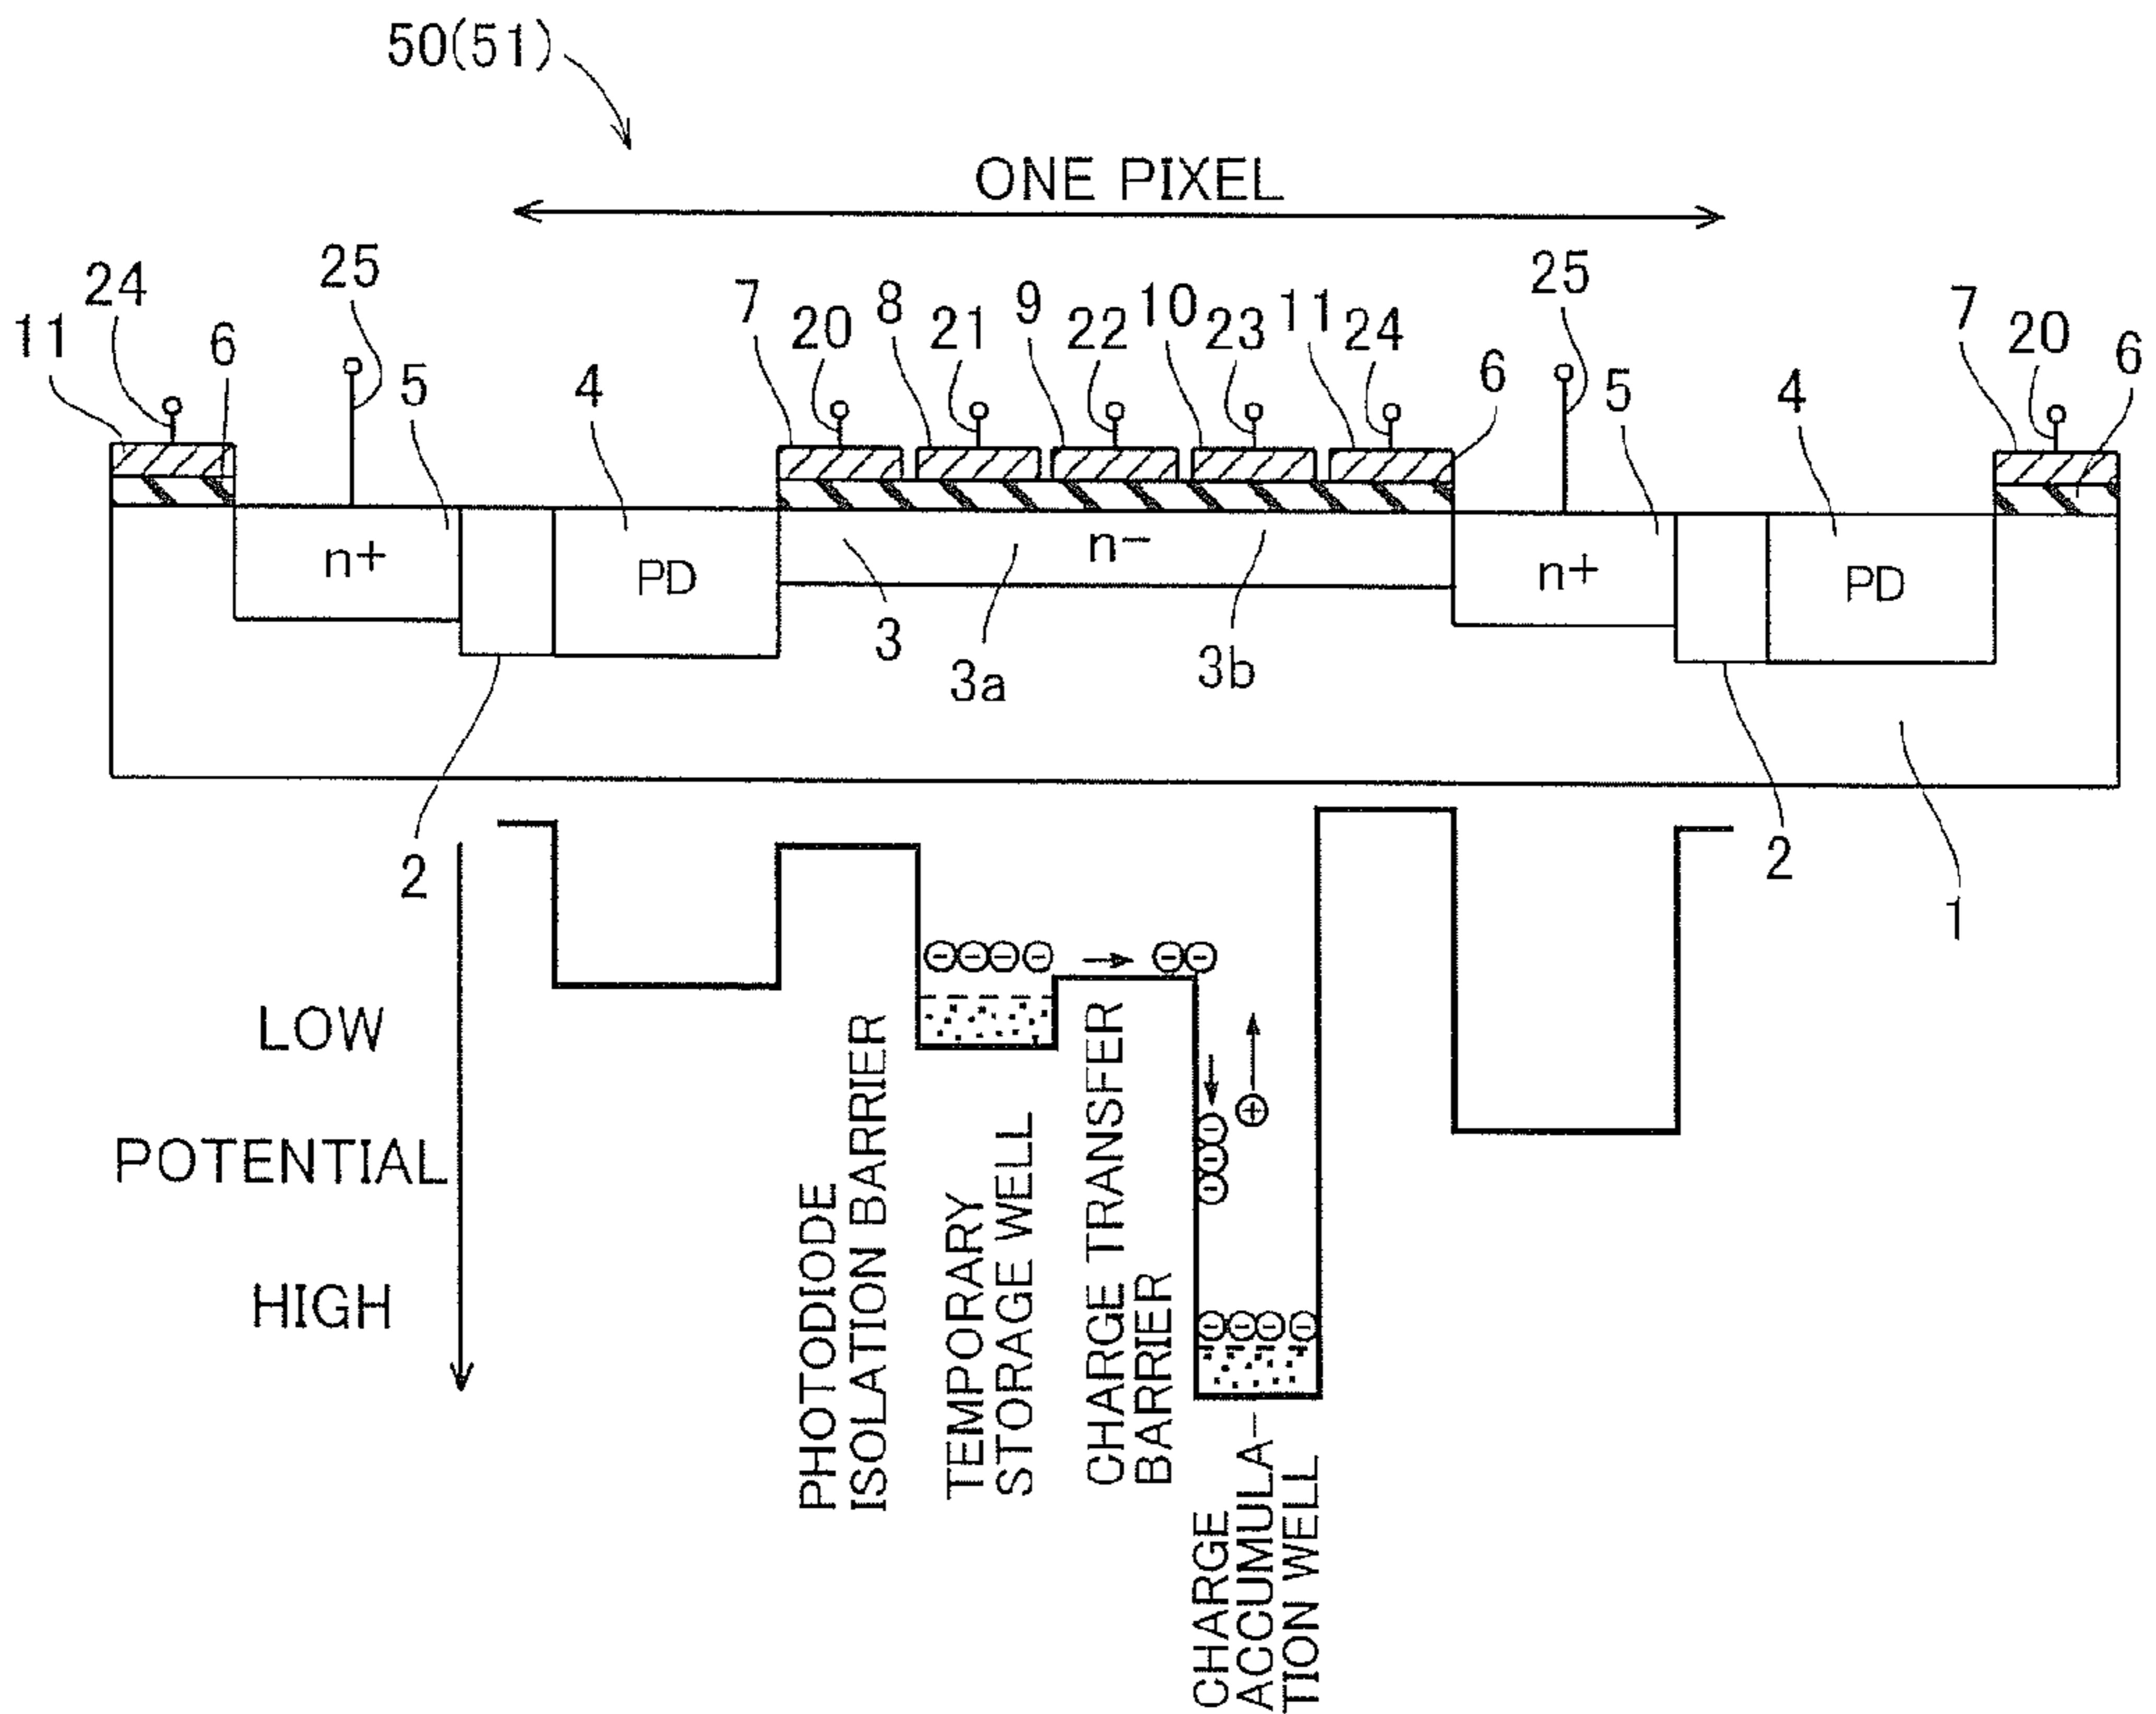 50(51)
ONE PIXEL
24
25
11
6
5
4
7
20
8
21
9
22
10
23
11
24
6
25
5
4
7
20
6
n+
PD
n-
n+
PD
3
3a
3b
2
2
1
LOW
POTENTIAL
HIGH
PHOTODIODE
ISOLATION BARRIER
TEMPORARY
STORAGE WELL
CHARGE TRANSFER
BARRIER
CHARGE
ACCUMULA-
TION WELL